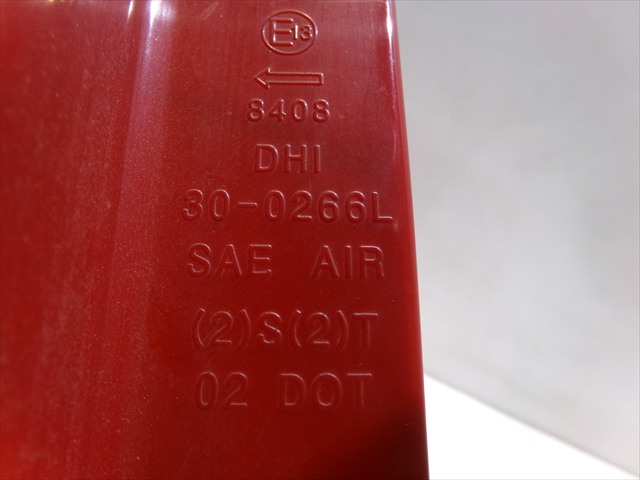 E13
8408
DHI
30-0266L
SAE AIR
(2)S(2)T
02 DOT